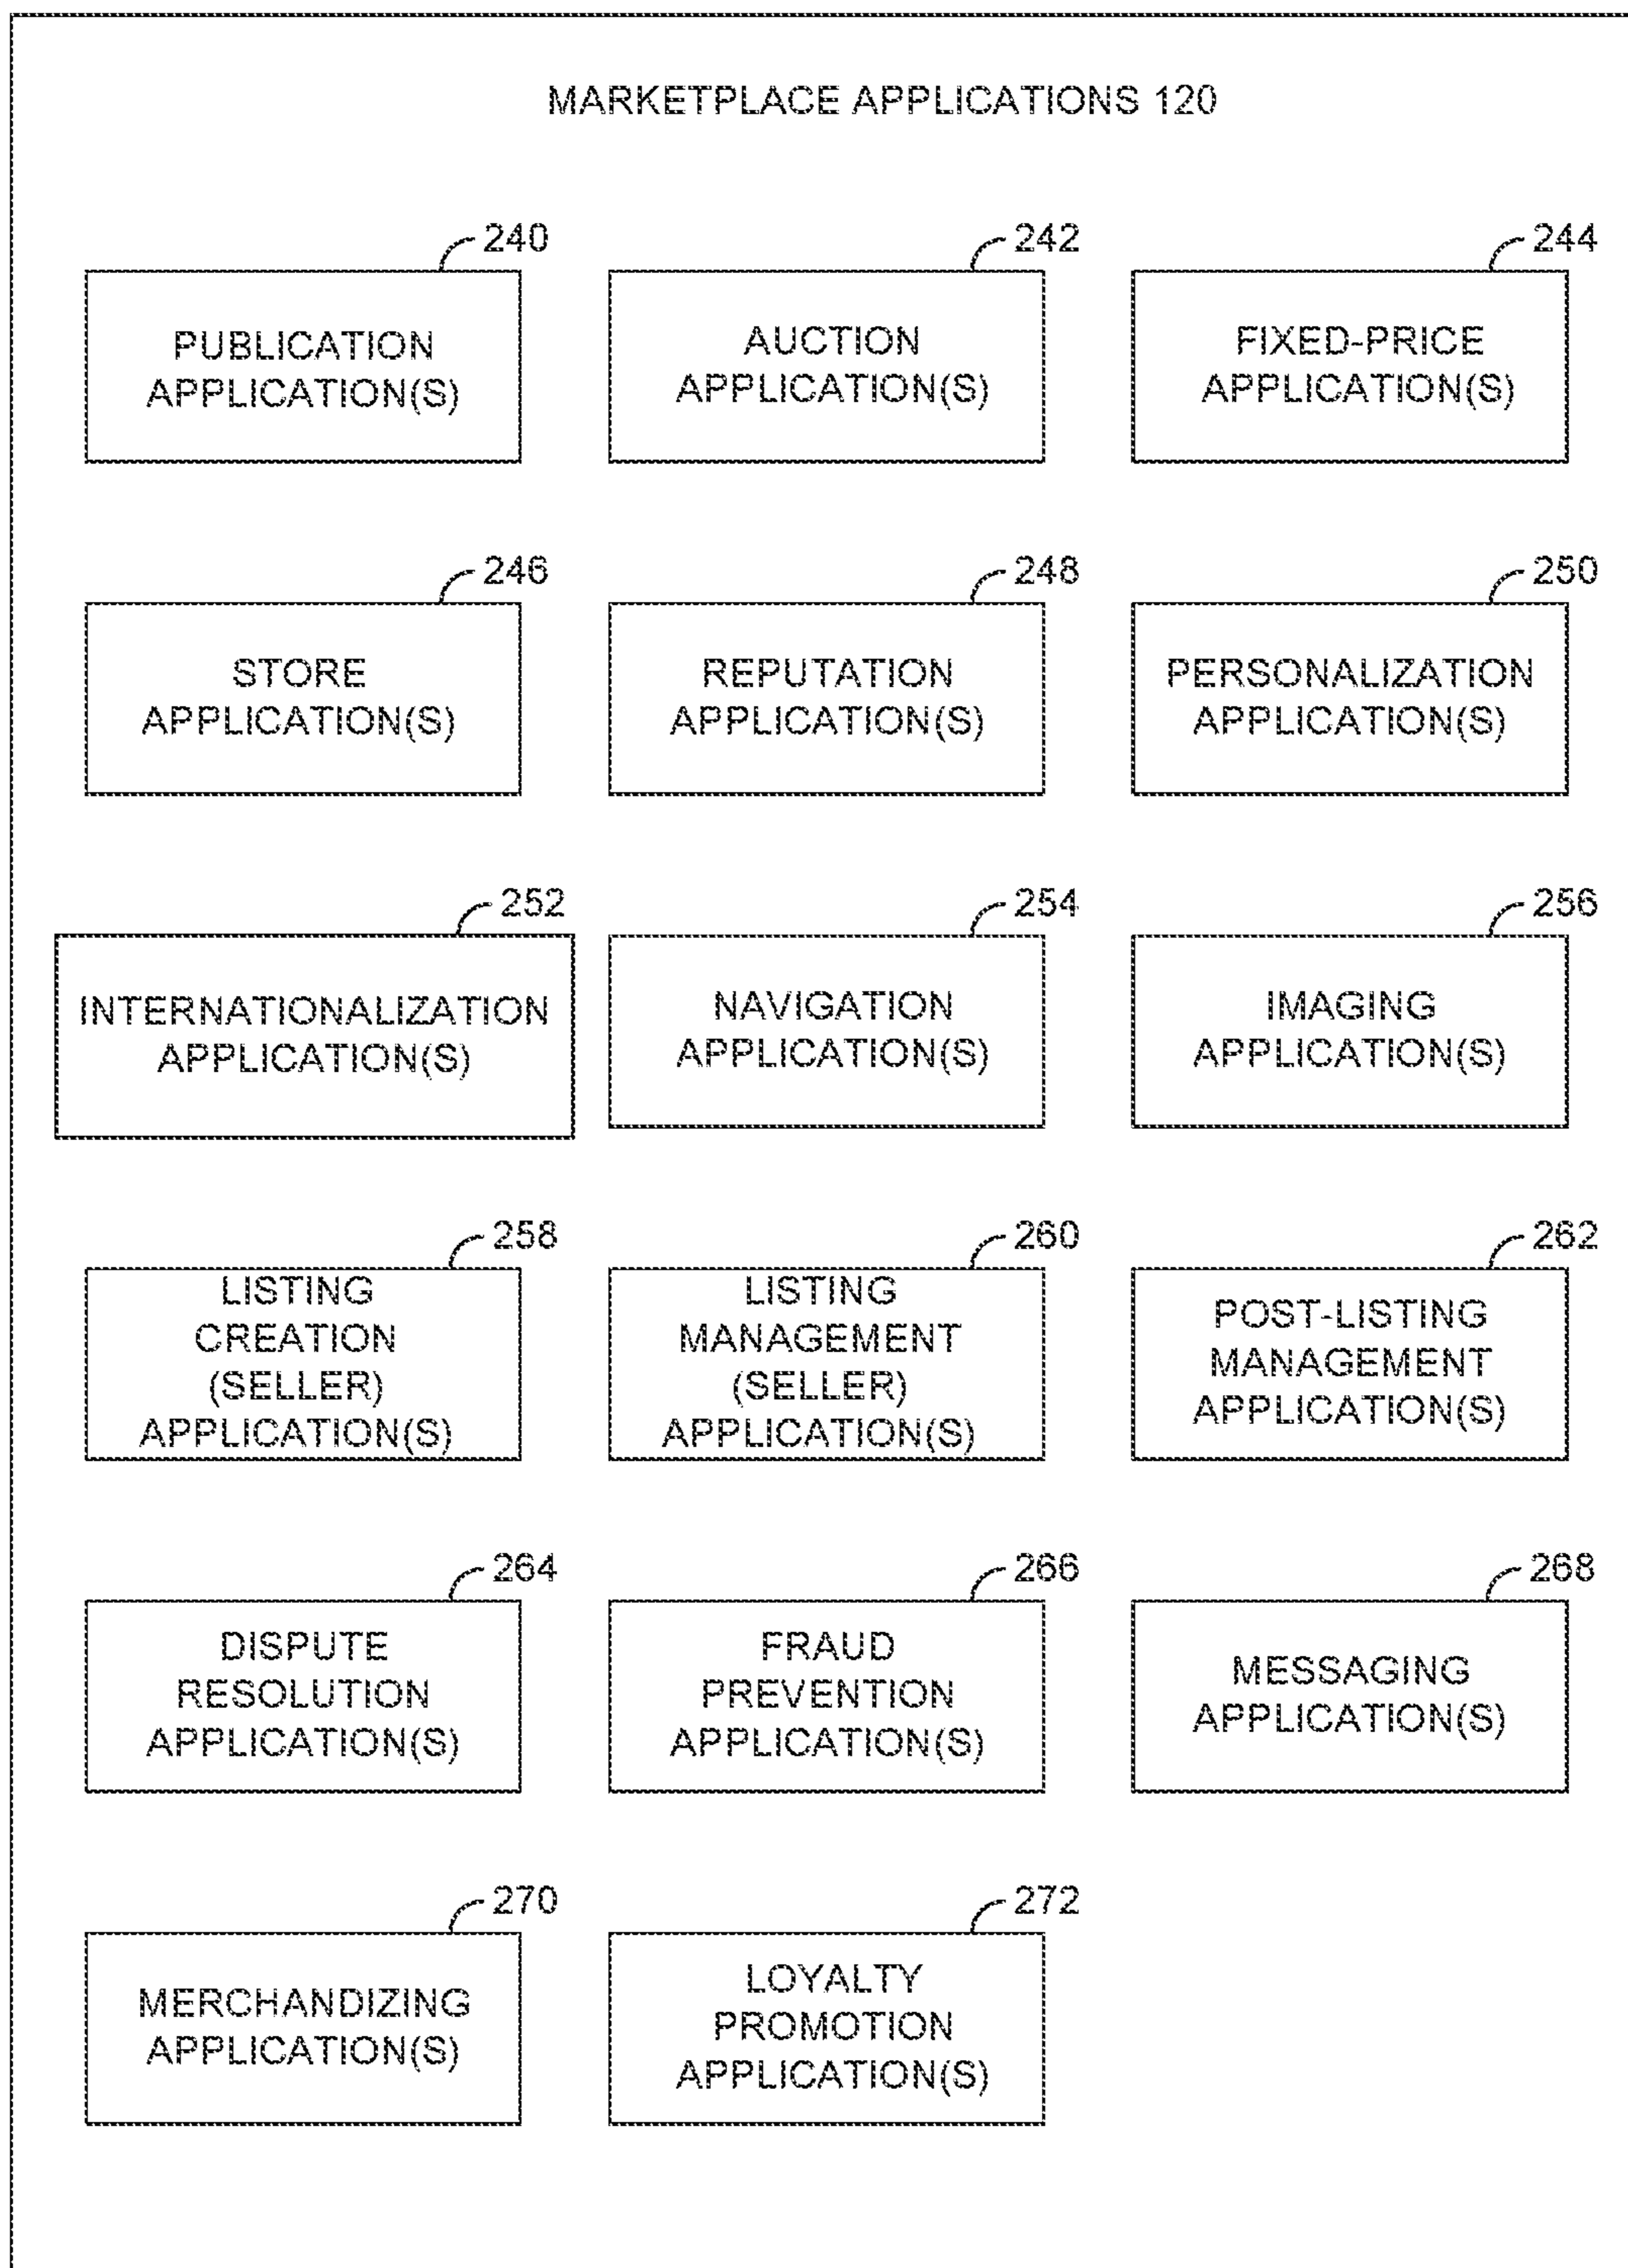 MARKETPLACE APPLICATIONS 120
240
PUBLICATION
APPLICATION(S)
242
AUCTION
APPLICATION(S)
244
FIXED-PRICE
APPLICATION(S)
246
STORE
APPLICATION(S)
248
REPUTATION
APPLICATION(S)
250
PERSONALIZATION
APPLICATION(S)
252
INTERNATIONALIZATION
APPLICATION(S)
254
NAVIGATION
APPLICATION(S)
256
IMAGING
APPLICATION(S)
258
LISTING
CREATION
(SELLER)
APPLICATION(S)
260
LISTING
MANAGEMENT
(SELLER)
APPLICATION(S)
262
POST-LISTING
MANAGEMENT
APPLICATION(S)
264
DISPUTE
RESOLUTION
APPLICATION(S)
266
FRAUD
PREVENTION
APPLICATION(S)
268
MESSAGING
APPLICATION(S)
270
MERCHANDIZING
APPLICATION(S)
272
LOYALTY
PROMOTION
APPLICATION(S)